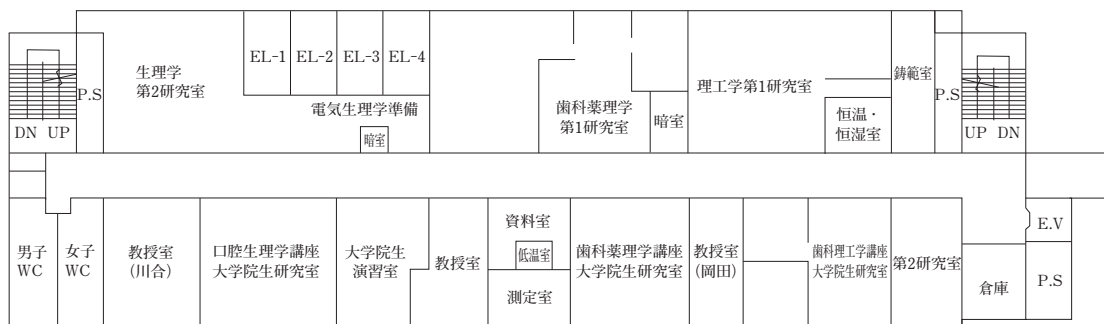 生理学
第2研究室
EL-1
EL-2
EL-3
EL-4
電気生理学準備
暗室
P.S
DN UP
歯科薬理学
第1研究室
暗室
理工学第1研究室
恒温・
恒湿室
鋳範室
P.S
UP DN
男子
WC
女子
WC
教授室
(川合)
口腔生理学講座
大学院生研究室
大学院生
演習室
教授室
資料室
低温室
測定室
歯科薬理学講座
大学院生研究室
教授室
(岡田)
歯科理工学講座
大学院生研究室
第2研究室
倉庫
E.V
P.S